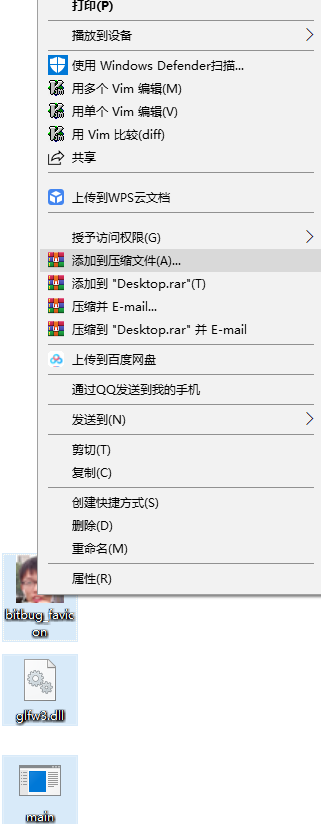 打印(P)
播放到设备
使用 Windows Defender扫描...
用多个 Vim 编辑(M)
用单个 Vim 编辑(V)
用 Vim 比较(diff)
共享
上传到WPS云文档
授予访问权限(G)
添加到压缩文件(A)...
添加到 "Desktop.rar"(T)
压缩并 E-mail...
压缩到 "Desktop.rar" 并 E-mail
上传到百度网盘
通过QQ发送到我的手机
发送到(N)
剪切(T)
复制(C)
创建快捷方式(S)
删除(D)
重命名(M)
属性(R)
bitbug_favic
on
glfw3.dll
main